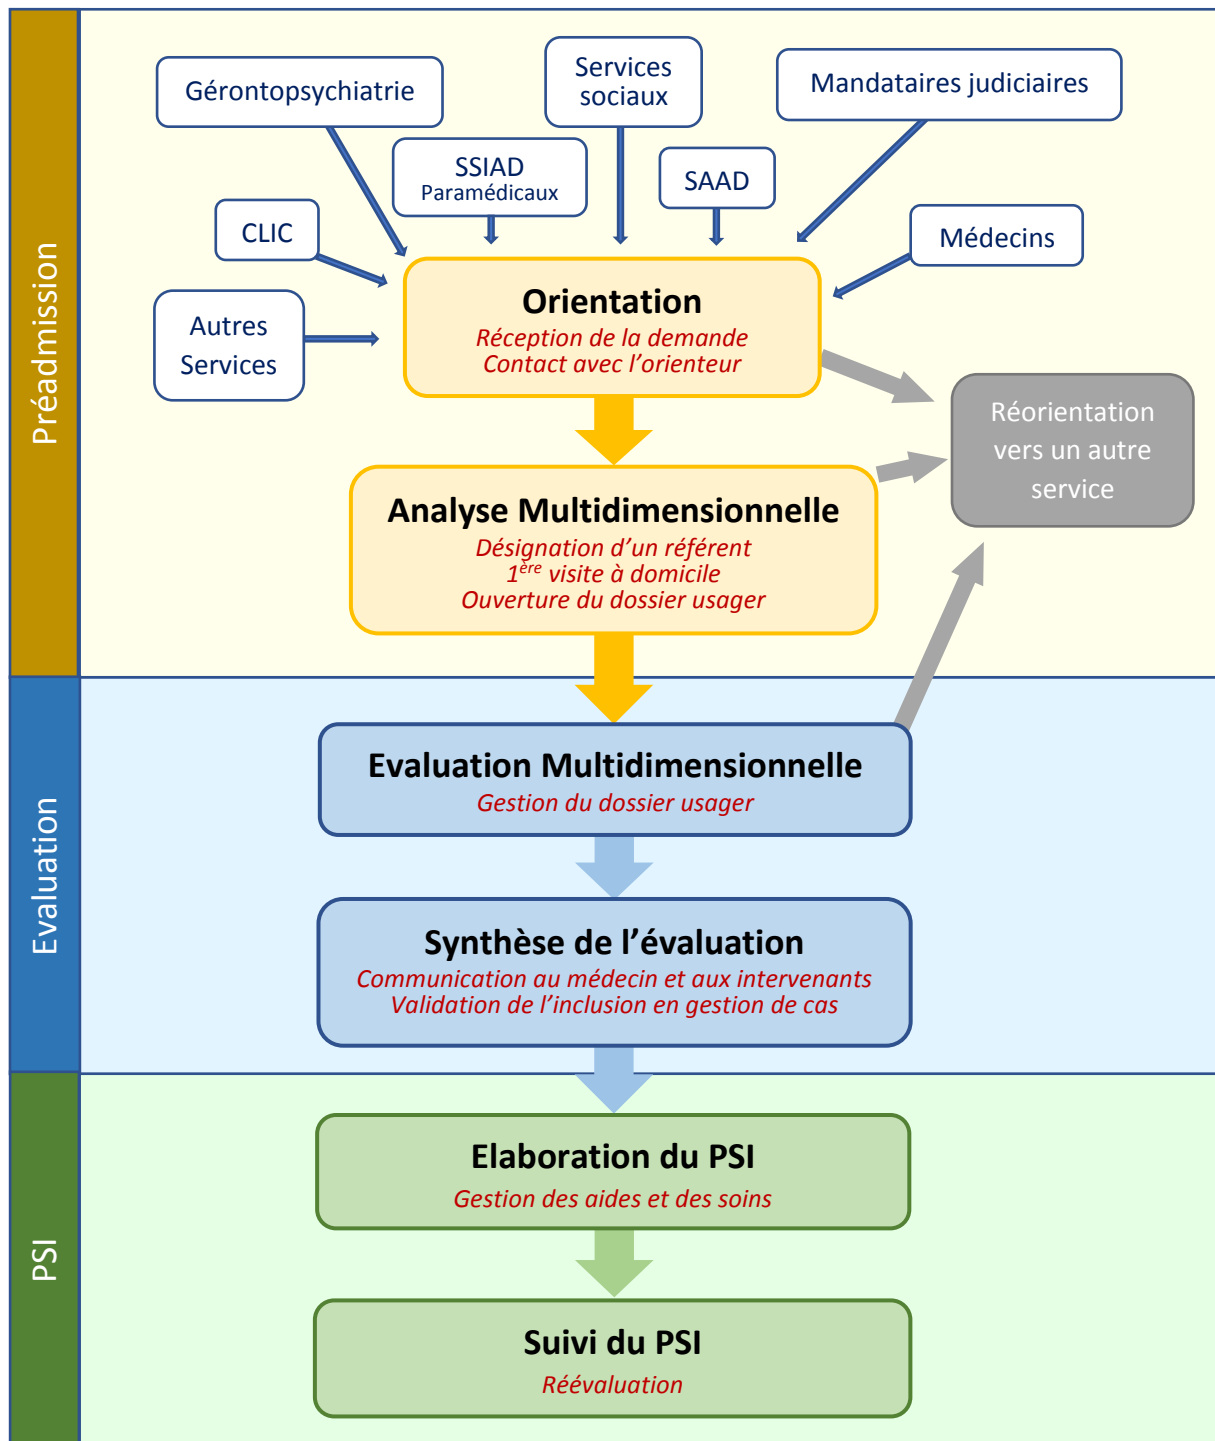 Préadmission
Gérontopsychiatrie
Services
sociaux
Mandataires judiciaires
SSIAD
Paramédicaux
SAAD
CLIC
Médecins
Autres
Services
Orientation
Réception de la demande
Contact avec l’orienteur
Réorientation
vers un autre
service
Analyse Multidimensionnelle
Désignation d’un référent
1ère visite à domicile
Ouverture du dossier usager
Evaluation
Evaluation Multidimensionnelle
Gestion du dossier usager
Synthèse de l’évaluation
Communication au médecin et aux intervenants
Validation de l’inclusion en gestion de cas
PSI
Elaboration du PSI
Gestion des aides et des soins
Suivi du PSI
Réévaluation